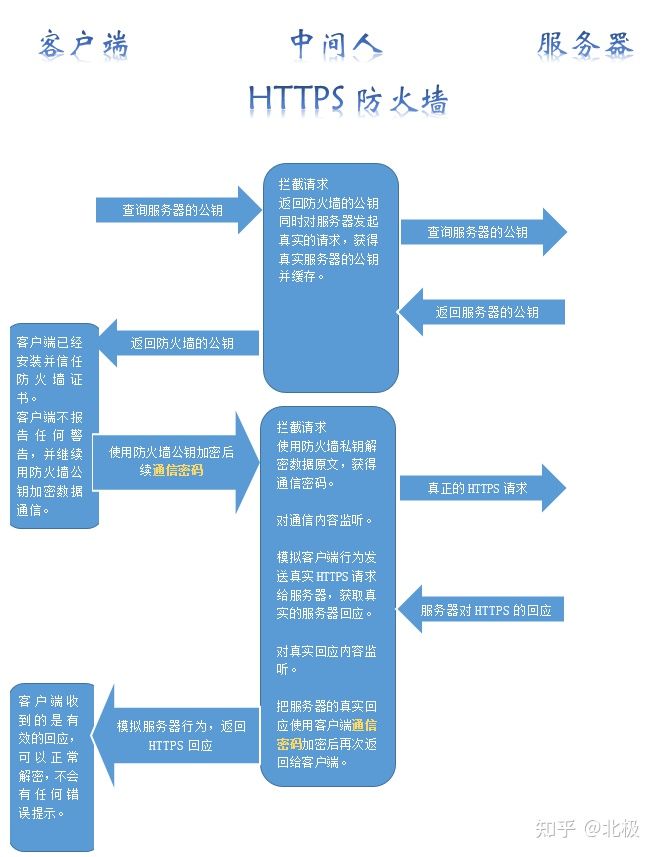 客户端
中间人
服务器
HTTPS 防火墙
查询服务器的公钥
拦截请求
返回防火墙的公钥
同时对服务器发起
真实的请求，获得
真实服务器的公钥
并缓存。
查询服务器的公钥
返回服务器的公钥
返回防火墙的公钥
客户端已经
安装并信任
防火墙证
书。
客户端不报
告任何警
告，并继续
用防火墙公
钥加密数据
通信。
使用防火墙公钥加密后
续通信密码
拦截请求
使用防火墙私钥解
密数据原文，获得
通信密码。
对通信内容监听。
模拟客户端行为发
送真实 HTTPS 请求
给服务器，获取真
实的服务器回应。
对真实回应内容监
听。
把服务器的真实回
应使用客户端通信
密码加密后再次返
回给客户端。
真正的 HTTPS 请求
服务器对 HTTPS 的回应
模拟服务器行为，返回
HTTPS 回应
客户端收
到的是有
效的回应，
可以正常
解密，不会
有任何错
误提示。
知乎 @北极